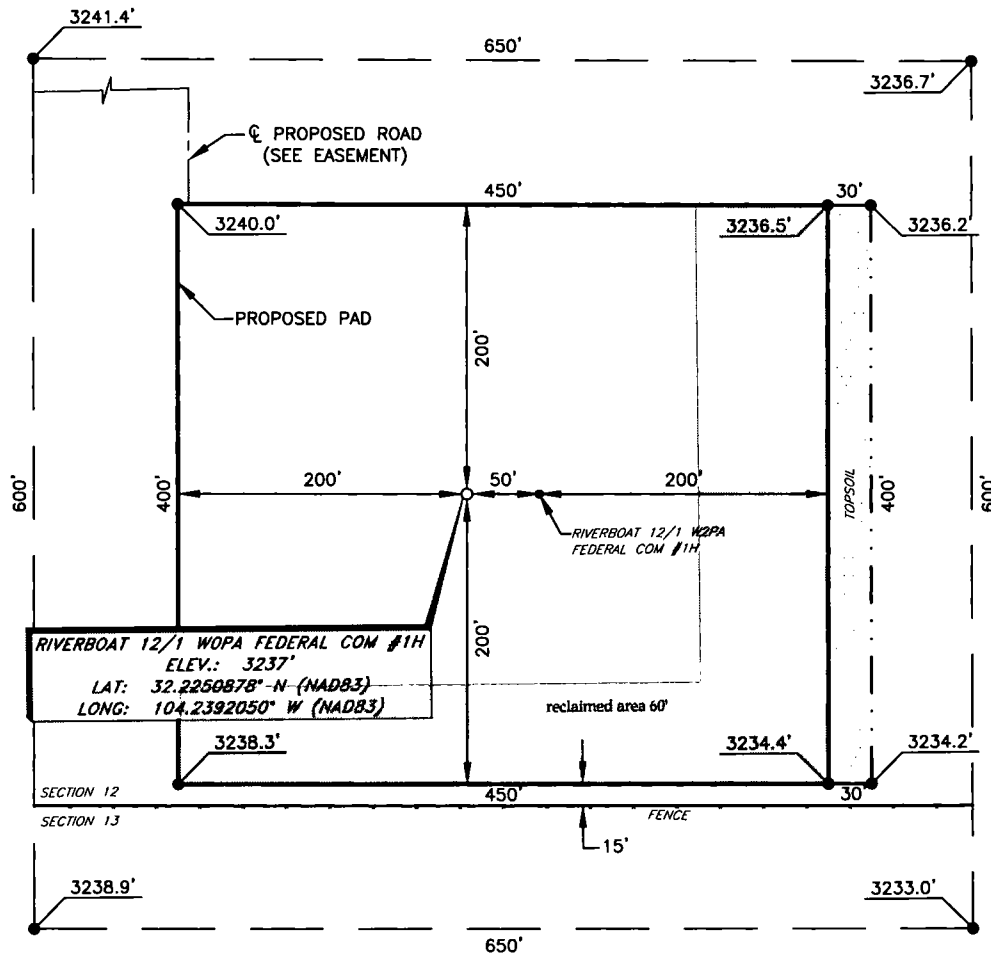 3241.4'
650'
3236.7'
℄ PROPOSED ROAD
(SEE EASEMENT)
450'
30'
3240.0'
3236.5'
3236.2'
PROPOSED PAD
200'
600'
400'
200'
50'
200'
TOPSOIL
400'
600'
RIVERBOAT 12/1 W2PA
FEDERAL COM #1H
200'
RIVERBOAT 12/1 W0PA FEDERAL COM #1H
ELEV.: 3237'
LAT: 32.2250878° N (NAD83)
LONG: 104.2392050° W (NAD83)
reclaimed area 60'
3238.3'
3234.4'
3234.2'
SECTION 12
450'
30'
SECTION 13
FENCE
15'
3238.9'
3233.0'
650'